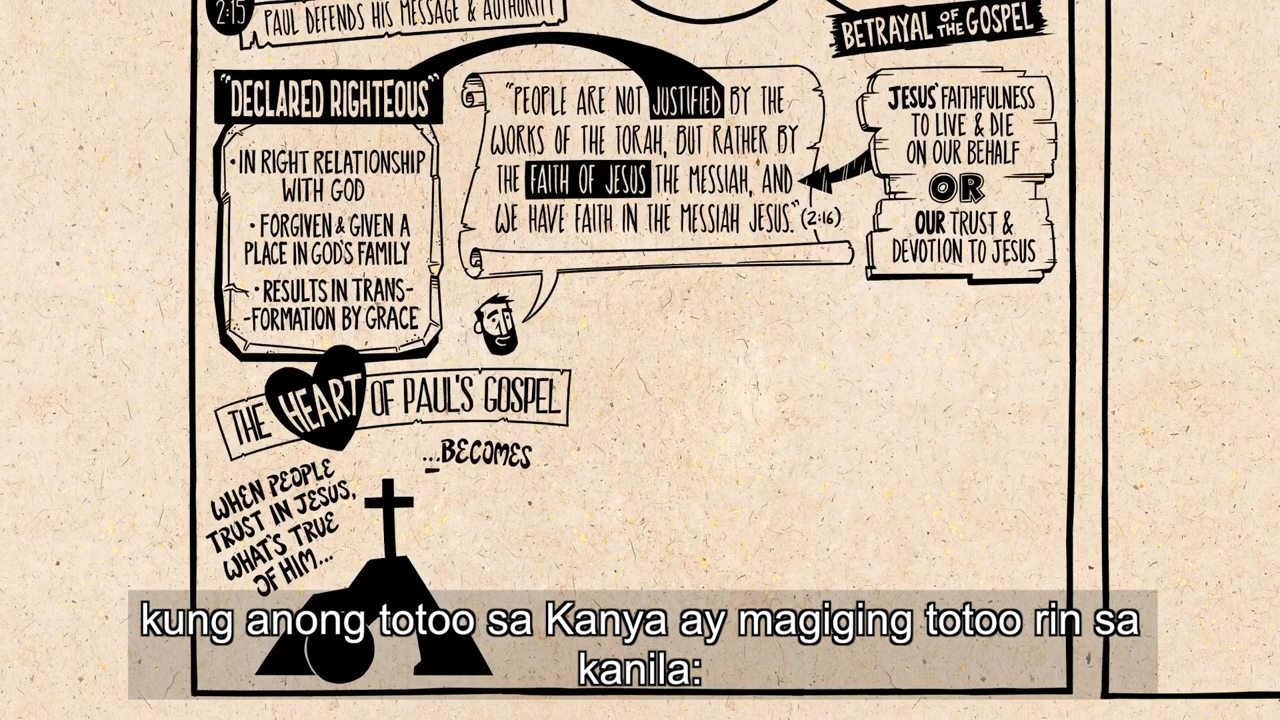 2:15
PAUL DEFENDS HIS MESSAGE & AUTHORITY
BETRAYAL OF THE GOSPEL
"DECLARED RIGHTEOUS"
• IN RIGHT RELATIONSHIP
WITH GOD
• FORGIVEN & GIVEN A
PLACE IN GOD'S FAMILY
• RESULTS IN TRANS-
-FORMATION BY GRACE
"PEOPLE ARE NOT JUSTIFIED BY THE
WORKS OF THE TORAH, BUT RATHER BY
THE FAITH OF JESUS THE MESSIAH, AND
WE HAVE FAITH IN THE MESSIAH JESUS." (2:16)
JESUS' FAITHFULNESS
TO LIVE & DIE
ON OUR BEHALF
OR
OUR TRUST &
DEVOTION TO JESUS
THE HEART OF PAUL'S GOSPEL
WHEN PEOPLE
TRUST IN JESUS,
WHAT'S TRUE
OF HIM...
...BECOMES
kung anong totoo sa Kanya ay magiging totoo rin sa
kanila: